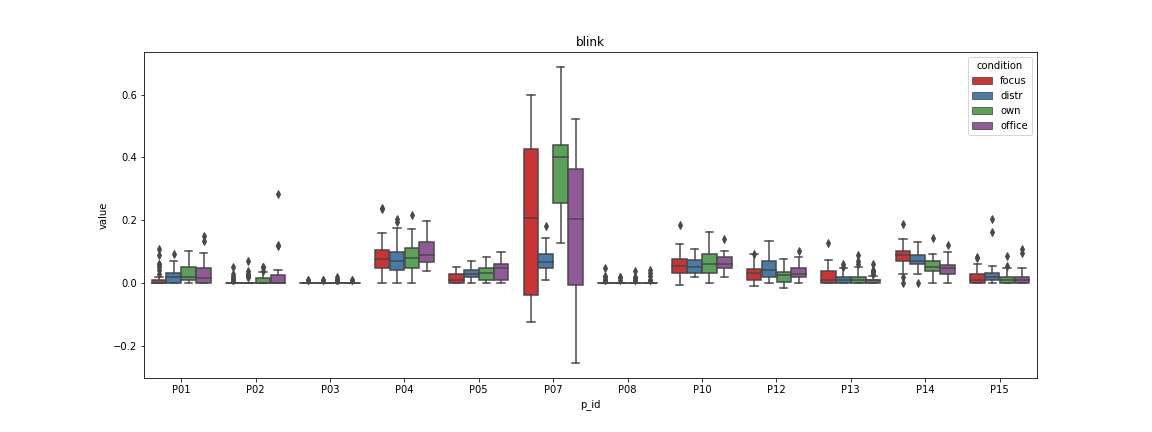 blink
condition
focus
distr
own
office
value
0.6
0.4
0.2
0.0
−0.2
P01 P02 P03 P04 P05 P07 P08 P10 P12 P13 P14 P15
p_id